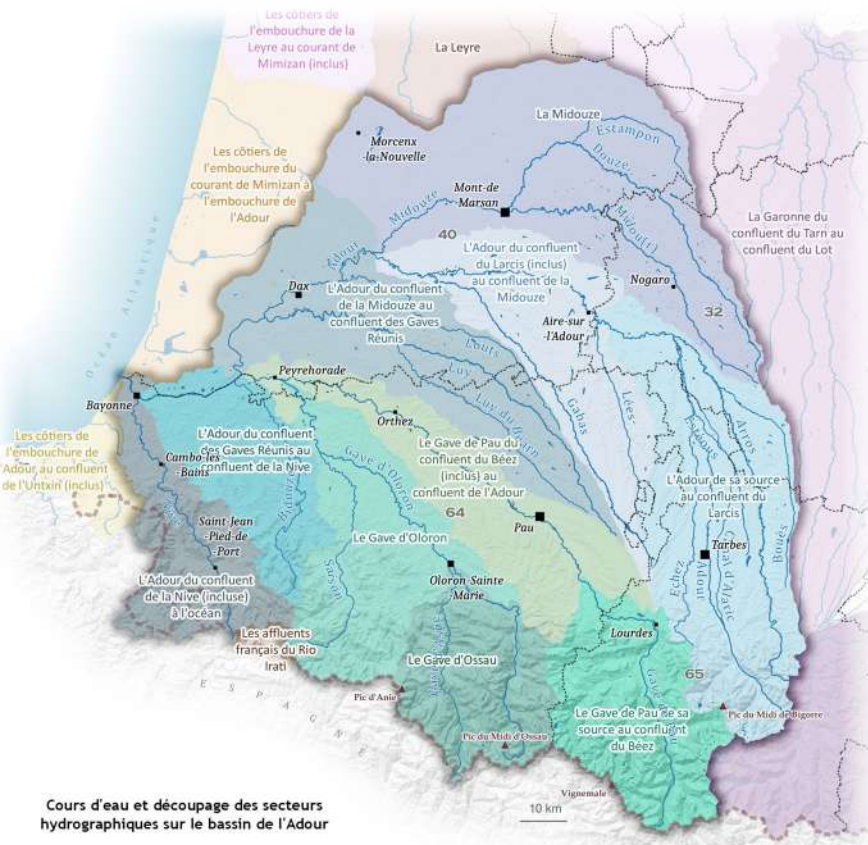 Les côtiers de
l'embouchure de la
Leyre au courant de
Mimizan (inclus)
La Leyre
La Midouze
Estampon
Douze
Morcenx
-la-Nouvelle
Les côtiers de
l'embouchure du
courant de Mimizan à
l'embouchure de
l'Adour
Mont-de
Marsan
Midouze
Midou(r)
La Garonne du
confluent du Tarn au
confluent du Lot
40
Adour
L'Adour du confluent
du Larcis (inclus)
au confluent de la
Midouze
Nogaro
Océan Atlantique
Dax
L'Adour du confluent
de la Midouze au
confluent des Gaves
Réunis
32
Aire-sur
-l'Adour
Louts
Luy
Peyrehorade
Luy du Béarn
Gabas
Lées
Arros
Bayonne
Orthez
Les côtiers de
l'embouchure de
l'Adour au confluent
de l'Untxin (inclus)
L'Adour du confluent
des Gaves Réunis au
confluent de la Nive
Le Gave de Pau du
confluent du Béez
(inclus) au
confluent de l'Adour
Gave d'Oloron
Cambo-les
-Bains
L'Adour de sa source
au confluent du
Larcis
64
Pau
Saint-Jean
-Pied-de
-Port
Le Gave d'Oloron
Tarbes
Bouès
Echez
Adour
Canal d'Alaric
L'Adour du confluent
de la Nive (incluse)
à l'océan
Oloron-Sainte
-Marie
Les affluents
français du Rio
Irati
Lourdes
Le Gave d'Ossau
65
ESPAGNE
Pic d'Anie
Pic du Midi de Bigorre
Le Gave de Pau de sa
source au confluent
du Béez
Pic du Midi d'Ossau
Vignemale
10 km
Cours d'eau et découpage des secteurs
hydrographiques sur le bassin de l'Adour